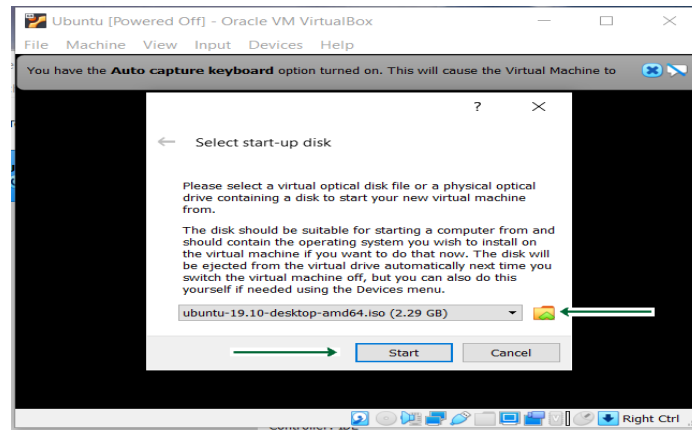 Ubuntu [Powered Off] - Oracle VM VirtualBox
File Machine View Input Devices Help
You have the Auto capture keyboard option turned on. This will cause the Virtual Machine to
?
Select start-up disk
Please select a virtual optical disk file or a physical optical
drive containing a disk to start your new virtual machine
from.
The disk should be suitable for starting a computer from and
should contain the operating system you wish to install on
the virtual machine if you want to do that now. The disk will
be ejected from the virtual drive automatically next time you
switch the virtual machine off, but you can also do this
yourself if needed using the Devices menu.
ubuntu-19.10-desktop-amd64.iso (2.29 GB)
Start Cancel
Right Ctrl